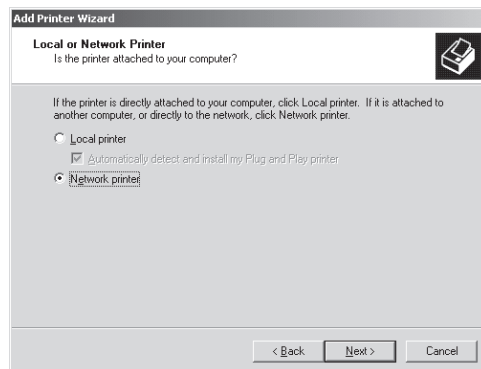 Add Printer Wizard
Local or Network Printer
Is the printer attached to your computer?
If the printer is directly attached to your computer, click Local printer. If it is attached to
another computer, or directly to the network, click Network printer.
Local printer
Automatically detect and install my Plug and Play printer
Network printer
< Back Next > Cancel